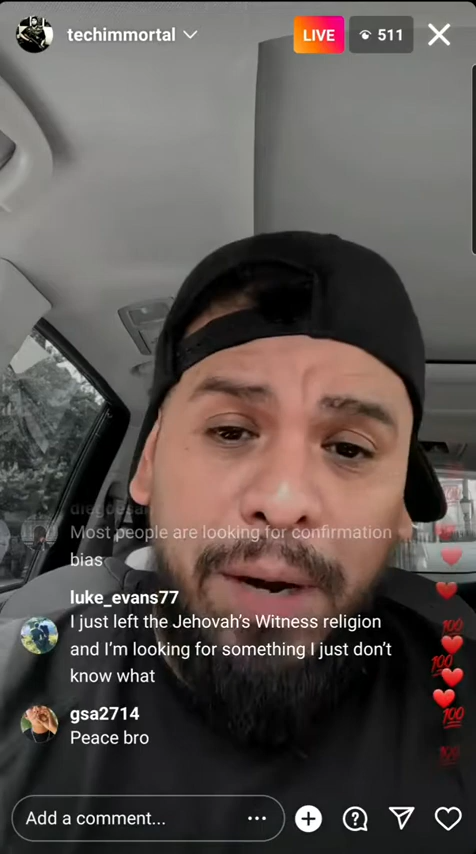 techimmortal
LIVE
511
Most people are looking for confirmation
bias
luke_evans77
I just left the Jehovah's Witness religion
and I'm looking for something I just don't
know what
gsa2714
Peace bro
Add a comment...